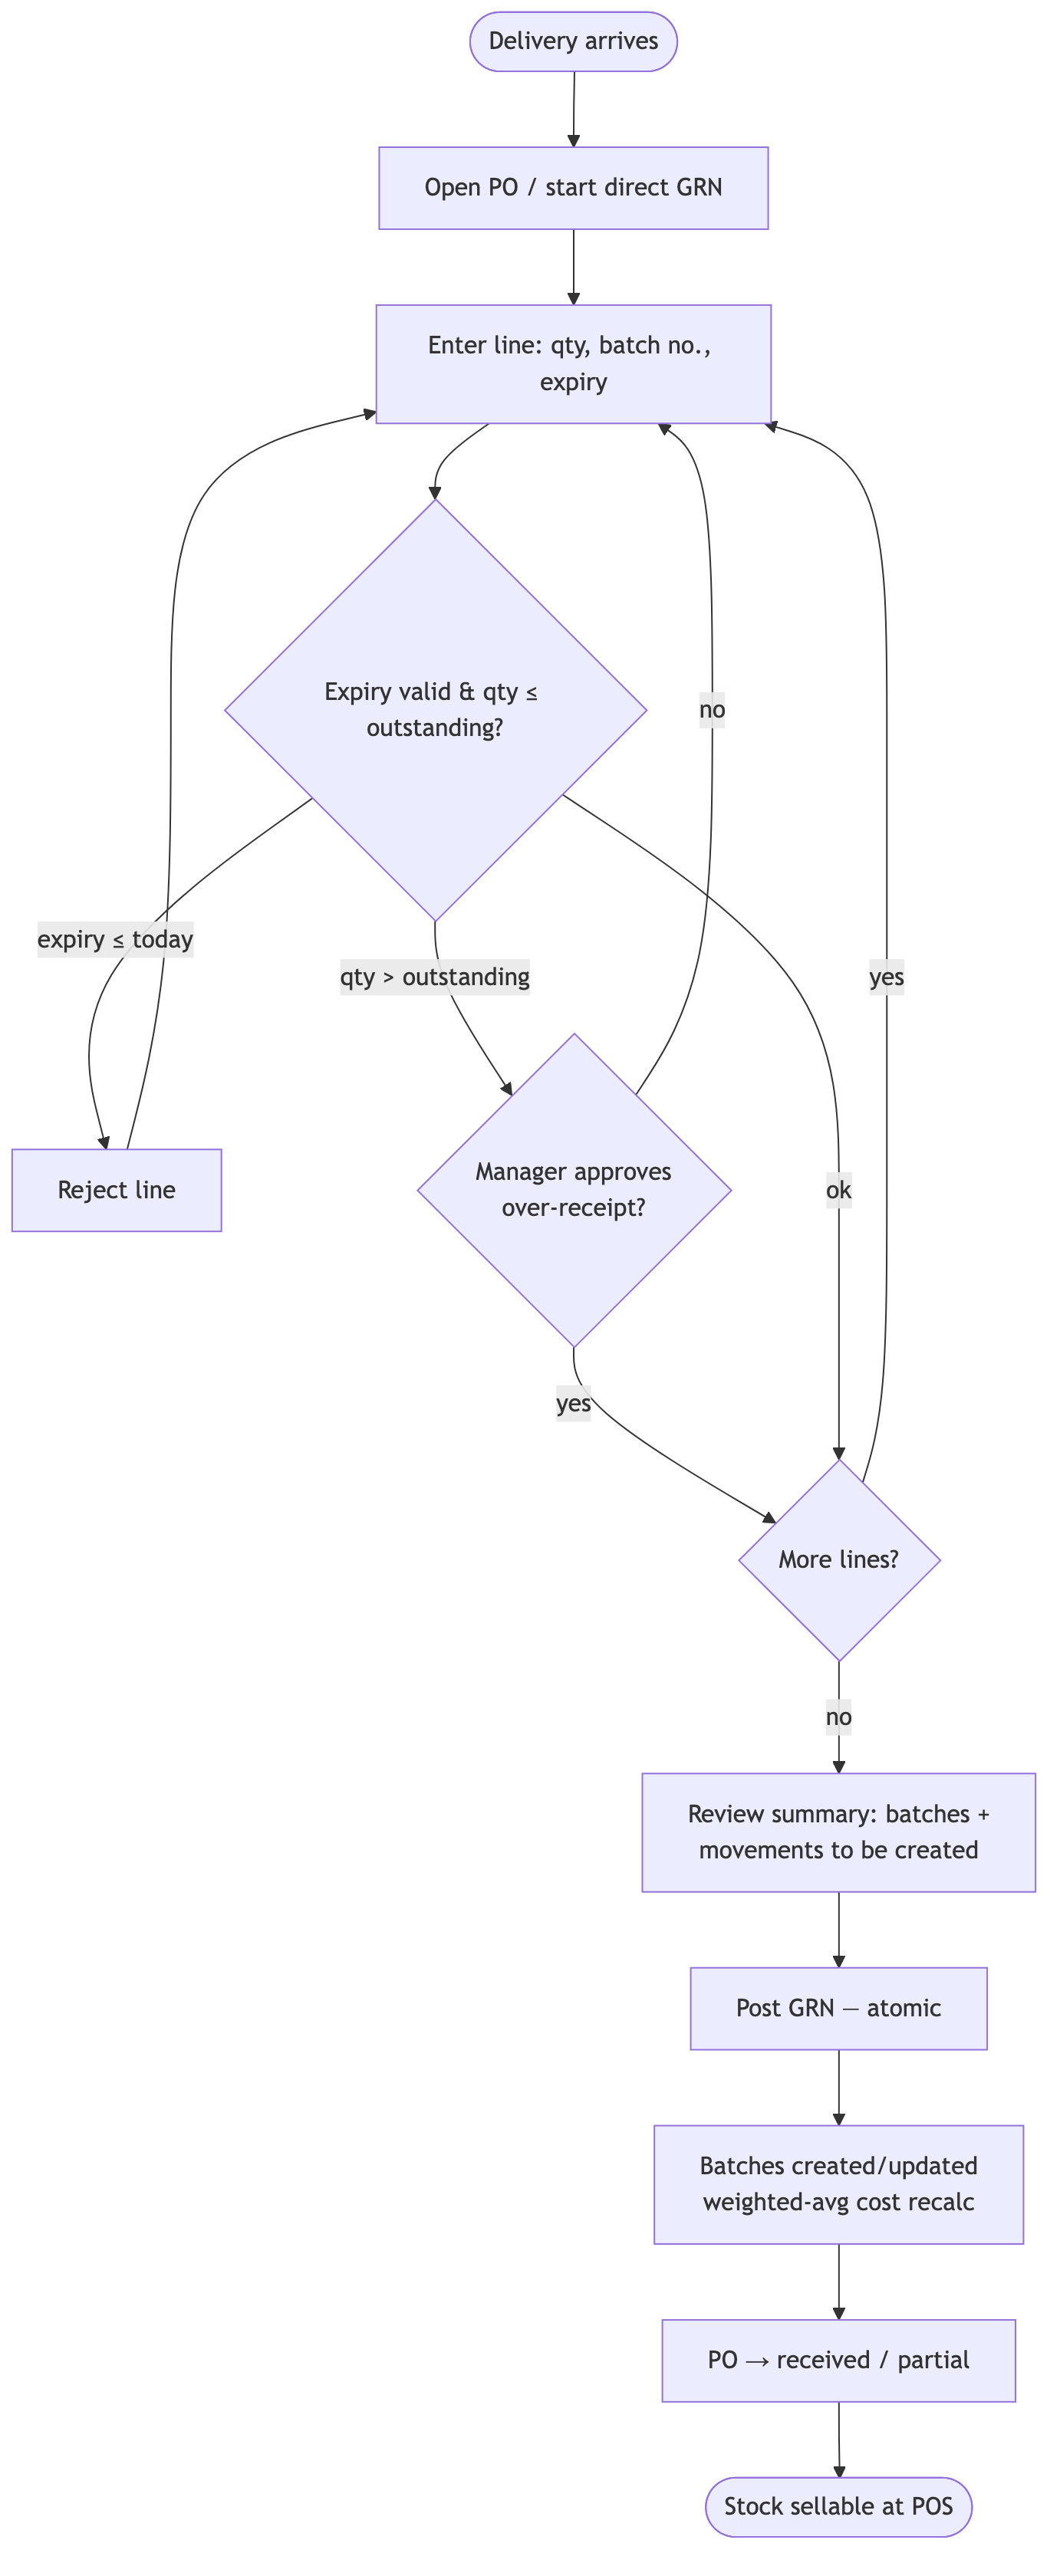 Delivery arrives
Open PO / start direct GRN
Enter line: qty, batch no.,
expiry
Expiry valid & qty ≤
outstanding?
no
expiry ≤ today
qty > outstanding
yes
Reject line
Manager approves
over-receipt?
ok
yes
More lines?
no
Review summary: batches +
movements to be created
Post GRN — atomic
Batches created/updated
weighted-avg cost recalc
PO → received / partial
Stock sellable at POS